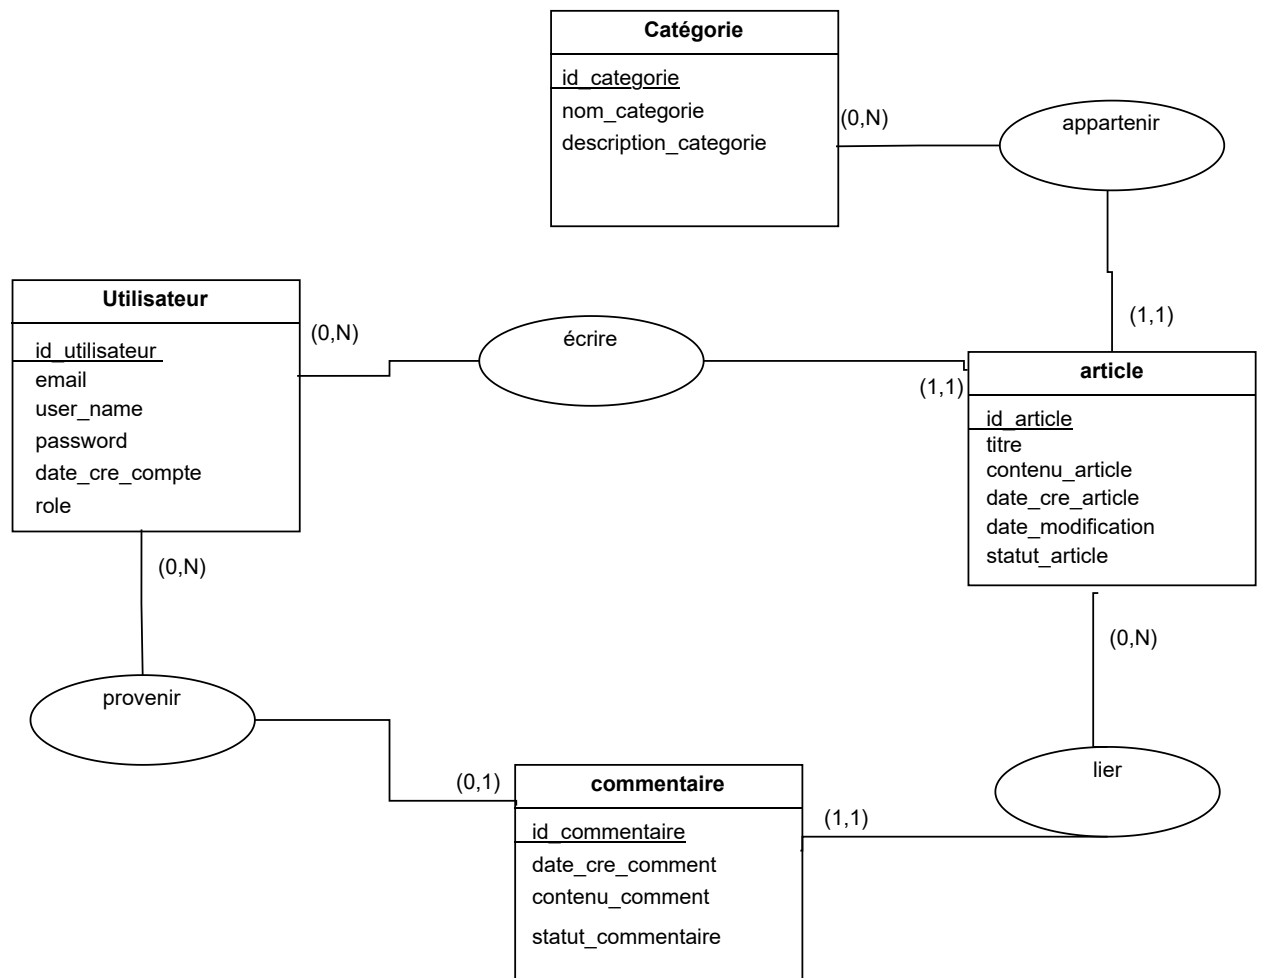 Catégorie
id_categorie
nom_categorie
description_categorie
(0,N)
appartenir
(1,1)
Utilisateur
id_utilisateur
email
user_name
password
date_cre_compte
role
(0,N)
écrire
(1,1)
article
id_article
titre
contenu_article
date_cre_article
date_modification
statut_article
(0,N)
provenir
(0,1)
(0,N)
lier
(1,1)
commentaire
id_commentaire
date_cre_comment
contenu_comment
statut_commentaire